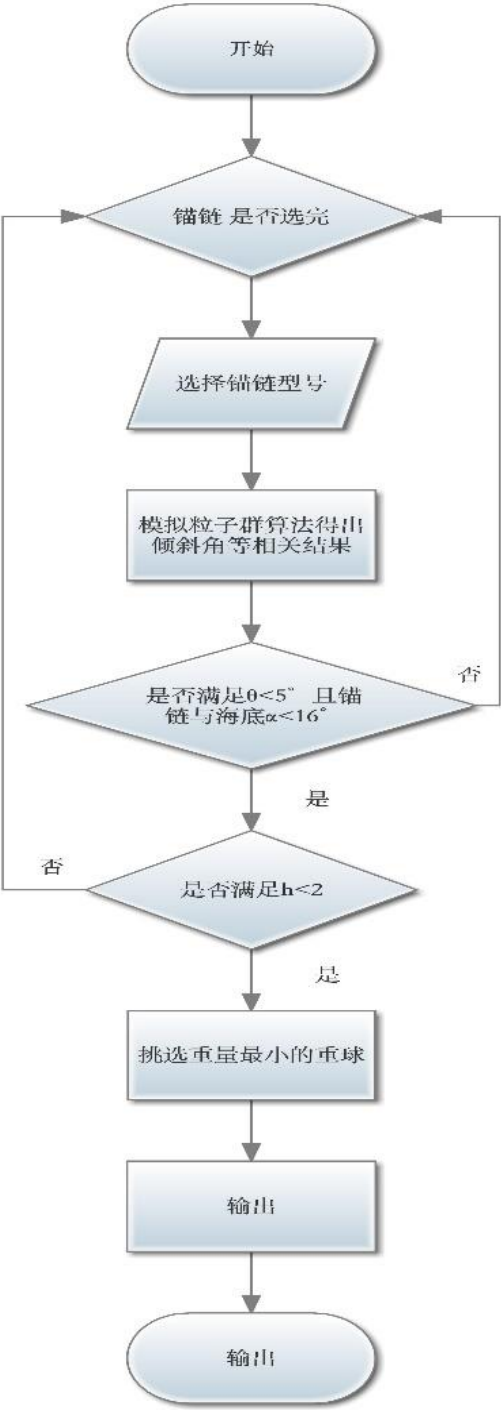 开始
锚链 是否选完
选择锚链型号
模拟粒子群算法得出
倾斜角等相关结果
是否满足θ<5° 且锚
链与海底α<16°
否
是
是否满足h<2
否
是
挑选重量最小的重球
输出
输出